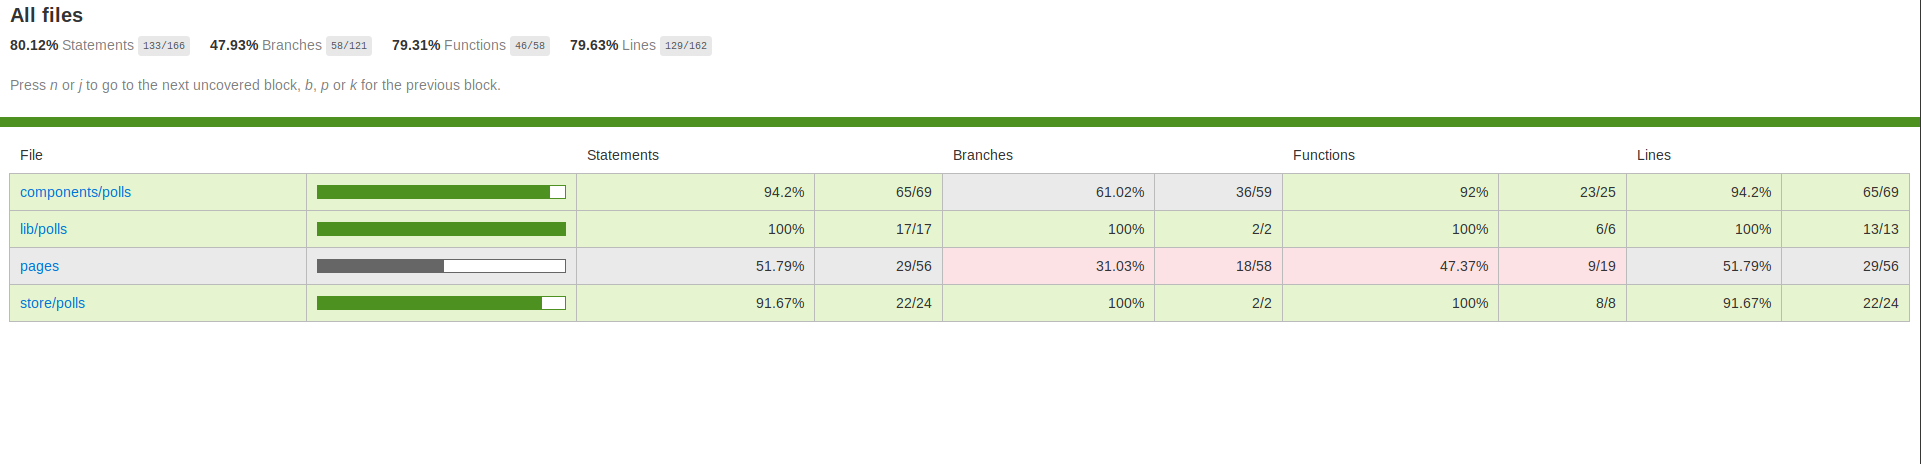 All files
80.12% Statements 133/166 47.93% Branches 58/121 79.31% Functions 46/58 79.63% Lines 129/162
Press n or j to go to the next uncovered block, b, p or k for the previous block.
File Statements Branches Functions Lines
components/polls 94.2% 65/69 61.02% 36/59 92% 23/25 94.2% 65/69
lib/polls 100% 17/17 100% 2/2 100% 6/6 100% 13/13
pages 51.79% 29/56 31.03% 18/58 47.37% 9/19 51.79% 29/56
store/polls 91.67% 22/24 100% 2/2 100% 8/8 91.67% 22/24